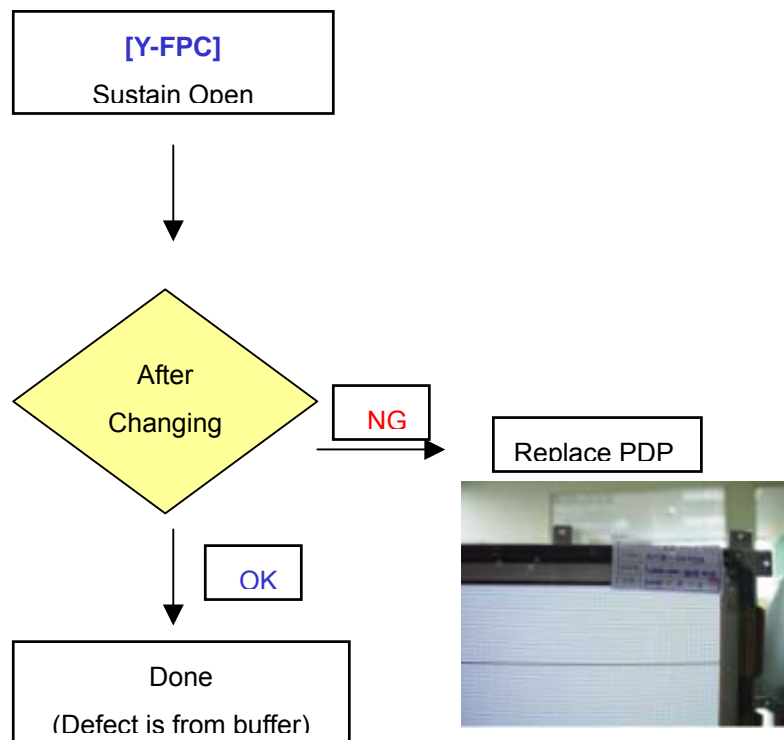 [Y-FPC]
Sustain Open
After
Changing
NG
Replace PDP
OK
Done
(Defect is from buffer)